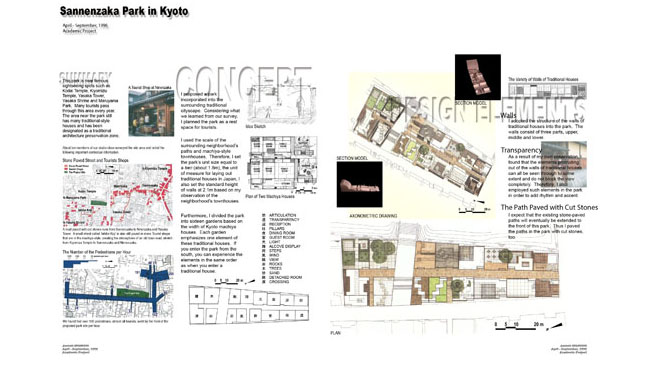 Sannenzaka Park in Kyoto
April - September, 1998
Academic Project
SUMMARY
sightseeing spots such as
Kodai Temple, Kiyomizu
Temple, Yasaka Tower,
Yasaka Shrine and Maruyama
Park. Many tourists pass
through this area every year.
The area near the park still
has many traditional-style
houses and has been
designated as a traditional
architecture preservation zone.
A Round Shop at Ninenzaka
Stone Paved Street and Tourists Shops
The Number of the Pedestrians per Hour
CONCEPT
I proposed a park
incorporated into the
surrounding traditional
cityscape. Considering what
we learned from our survey,
I planned the park as a rest
space for tourists.
I used the scale of the
surrounding neighborhood's
paths and machiya-style
townhouses. Therefore, I set
the park's unit size equal to
a ken (about 1.8m), the unit
of measure for laying out
traditional houses in Japan. I
also set the standard height
of walls at 2.1m based on my
observation of the
neighborhood's townhouses.
Furthermore, I divided the park
into sixteen gardens based on
the width of Kyoto machiya
houses. Each garden
emphasizes one element of
these traditional houses. If
you enter the park from the
south, you can experience the
elements in the same order
as when you enter a
traditional house.
Idea Sketch
Plan of Two Machiya-houses
ARTICULATION
TRANSPARENCY
RECEPTION
PILLARS
DINING ROOM
GUEST ROOM
LIGHT
ALCOVE DISPLAY
STEPS
WIND
VIEW
ROCKS
TREES
SAND
DETACHED ROOM
CROSSING
DESIGN ELEMENTS
SECTION MODEL
SECTION MODEL
AXONOMETRIC DRAWING
The Variety of Walls of Traditional Houses
Walls
I adopted the structure of the walls of
traditional houses into the park. The
walls consist of three parts, upper,
middle and lower.
Transparency
As a result of my own observation, I
found that the elements protruding
out of the walls of traditional houses
can all be seen through to some
extent and do not block the view
completely. Therefore, I also
employed such elements in the park
in order to add rhythm and accent.
The Path Paved with Cut Stones
I expect that the existing stone-paved
paths will eventually be extended to
the front of this park. Thus I paved
the paths in the park with cut stones
too.
0 5 10 20 m
PLAN
April - September, 1998
Academic Project
April - September, 1998
Academic Project